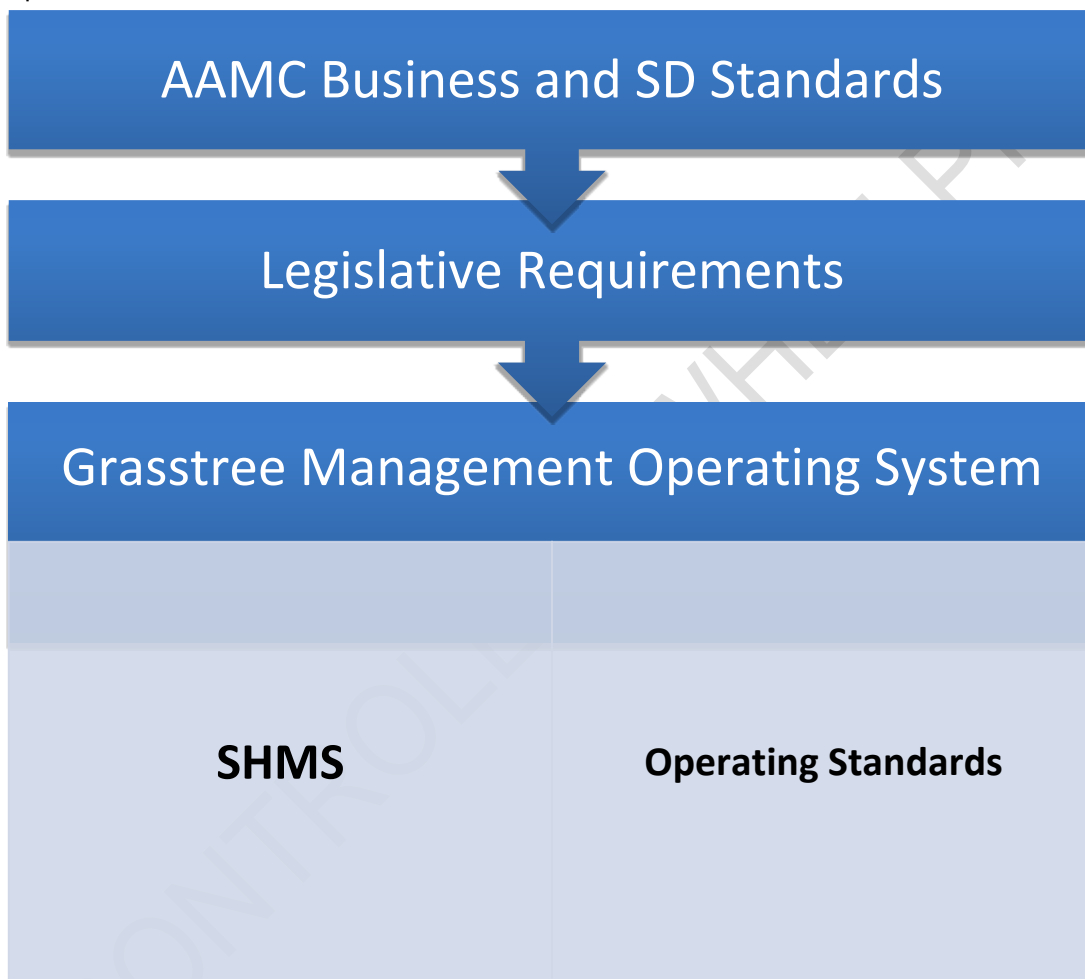 AAMC Business and SD Standards
Legislative Requirements
Grasstree Management Operating System
SHMS
Operating Standards